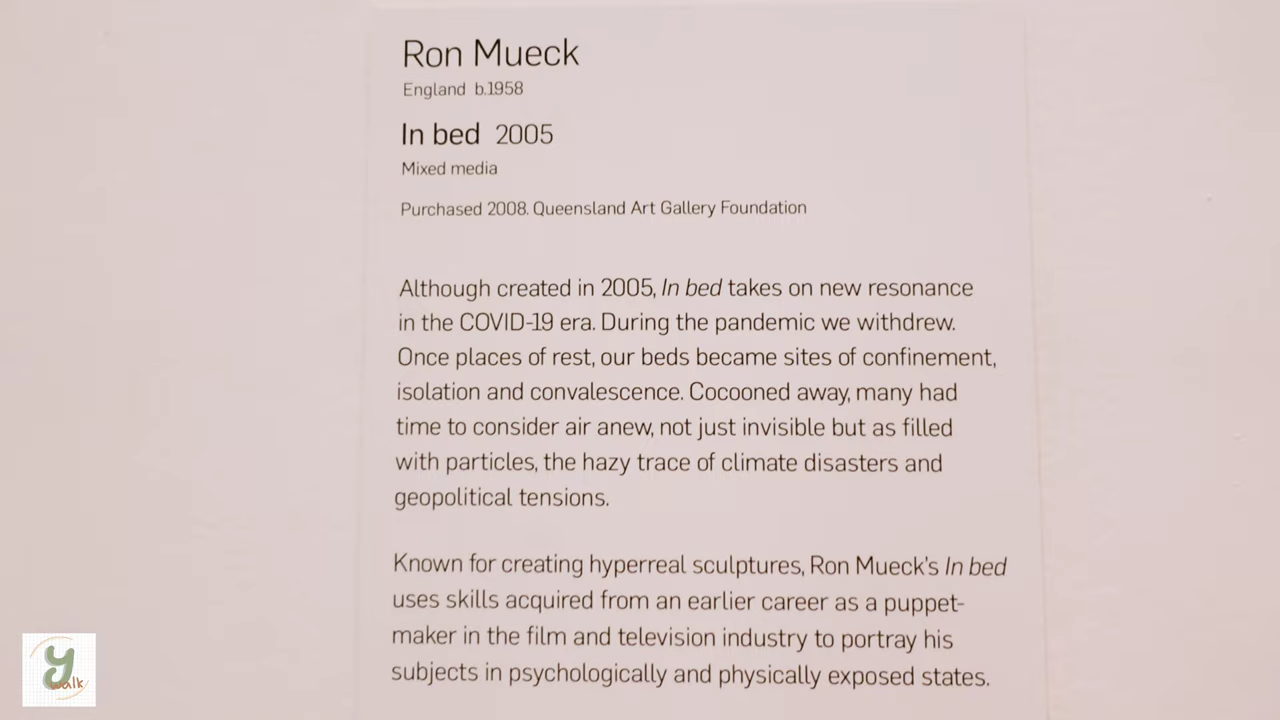 Ron Mueck
England b.1958
In bed 2005
Mixed media
Purchased 2008. Queensland Art Gallery Foundation
Although created in 2005, In bed takes on new resonance
in the COVID-19 era. During the pandemic we withdrew.
Once places of rest, our beds became sites of confinement,
isolation and convalescence. Cocooned away, many had
time to consider air anew, not just invisible but as filled
with particles, the hazy trace of climate disasters and
geopolitical tensions.
Known for creating hyperreal sculptures, Ron Mueck's In bed
uses skills acquired from an earlier career as a puppet-
maker in the film and television industry to portray his
subjects in psychologically and physically exposed states.
y
walk